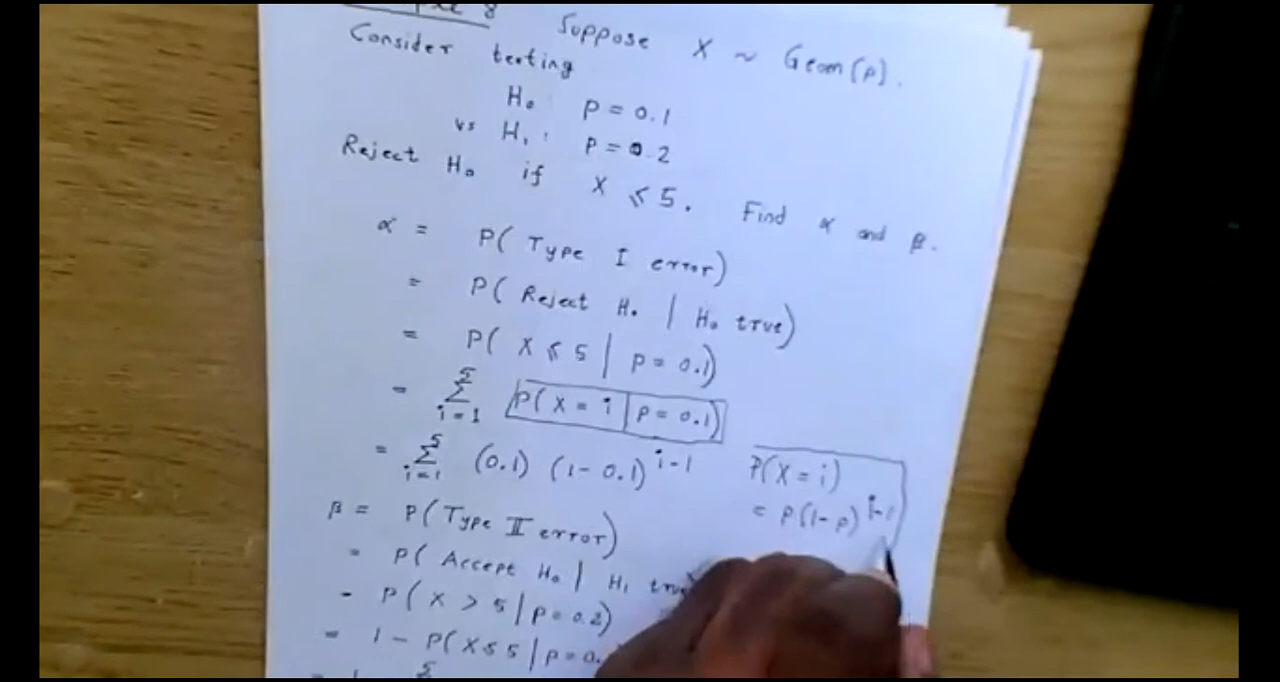 8 Suppose X ~ Geom(p).
Consider testing
H₀ p = 0.1
vs H₁ : p = 0.2
Reject H₀ if X ≤ 5. Find α and β.
α = P( Type I error)
= P( Reject H₀ | H₀ true)
= P( X ≤ 5 | p = 0.1)
= Σ_{i=1}^{5} P( X = i | p = 0.1)
= Σ_{i=1}^{5} (0.1) (1-0.1)^{i-1}
P(X = i)
= p(1-p)^{i-1}
β = P( Type II error)
= P( Accept H₀ | H₁
- P( X > 5 | p = 0.2)
= 1 - P( X ≤ 5 | p = 0.